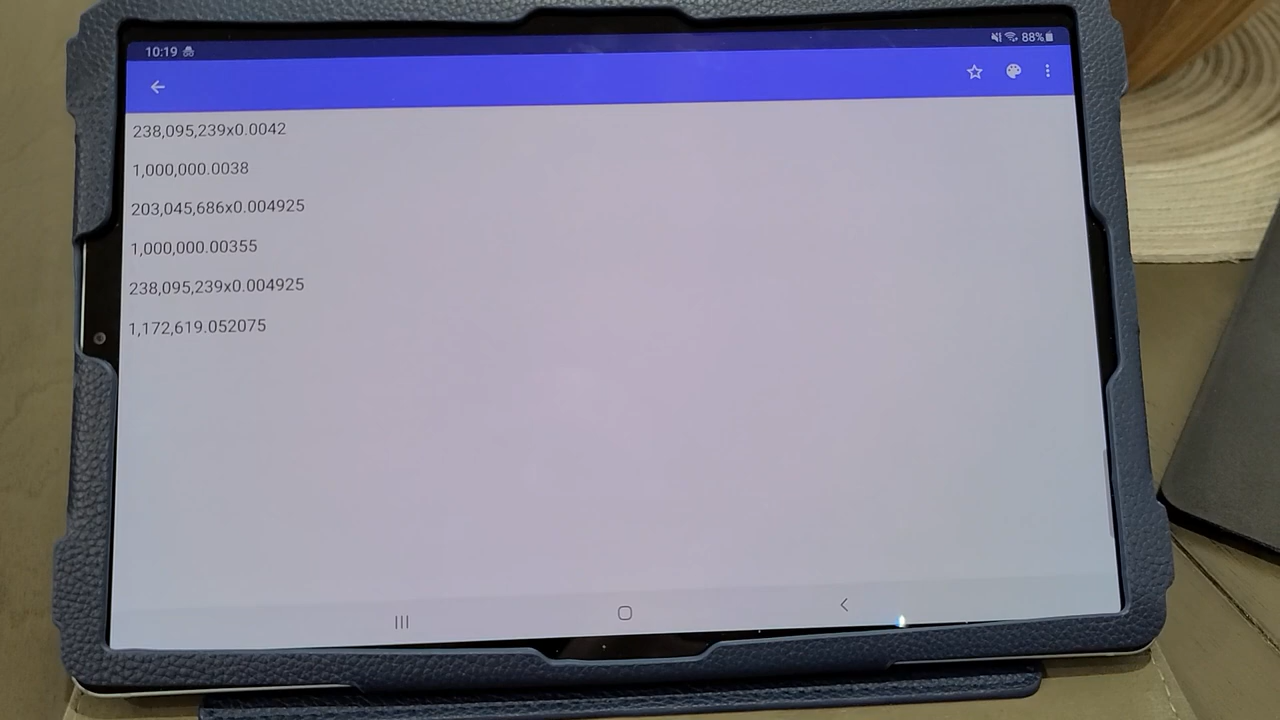 10:19
88%
238,095,239x0.0042
1,000,000.0038
203,045,686x0.004925
1,000,000.00355
238,095,239x0.004925
1,172,619.052075